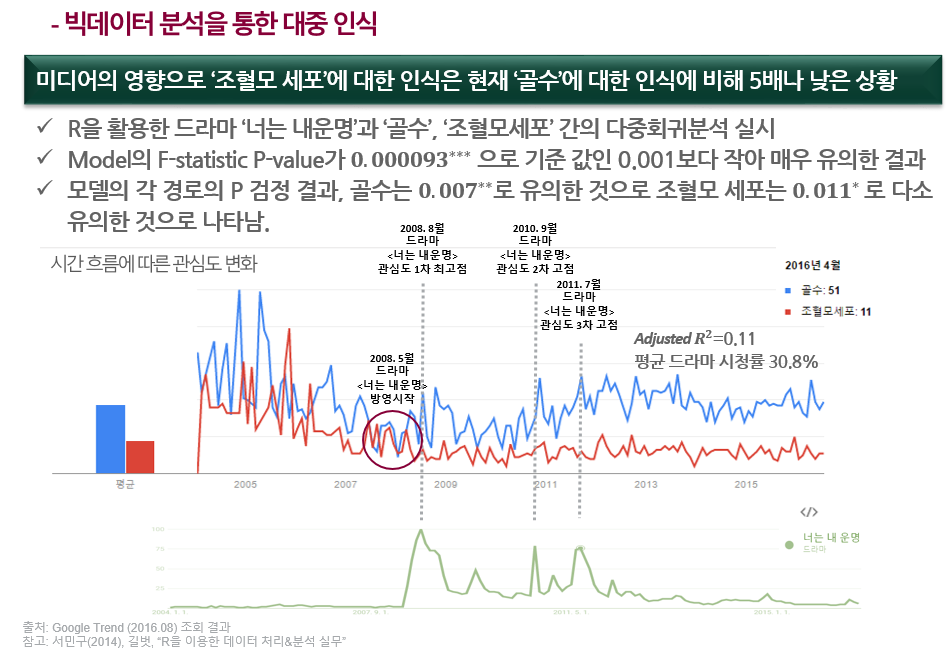 - 빅데이터 분석을 통한 대중 인식
미디어의 영향으로 ‘조혈모 세포’에 대한 인식은 현재 ‘골수’에 대한 인식에 비해 5배나 낮은 상황
✓ R을 활용한 드라마 ‘너는 내운명’과 ‘골수’, ‘조혈모세포’ 간의 다중회귀분석 실시
✓ Model의 F-statistic P-value가 0.000093*** 으로 기준 값인 0.001보다 작아 매우 유의한 결과
✓ 모델의 각 경로의 P 검정 결과, 골수는 0.007**로 유의한 것으로 조혈모 세포는 0.011* 로 다소
유의한 것으로 나타남.
시간 흐름에 따른 관심도 변화
2008. 8월
드라마
<너는 내운명>
관심도 1차 최고점
2010. 9월
드라마
<너는 내운명>
관심도 2차 고점
2011. 7월
드라마
<너는 내운명>
관심도 3차 고점
2016년 4월
골수: 51
조혈모세포: 11
Adjusted R²=0.11
평균 드라마 시청률 30.8%
2008. 5월
드라마
<너는 내운명>
방영시작
평균
2005
2007
2009
2011
2013
2015
</>
너는 내 운명
드라마
100
75
50
25
2004. 1. 1.
2007. 9. 1.
2011. 5. 1.
2015. 1. 1.
출처: Google Trend (2016.08) 조회 결과
참고: 서민구(2014), 길벗, “R을 이용한 데이터 처리&분석 실무”